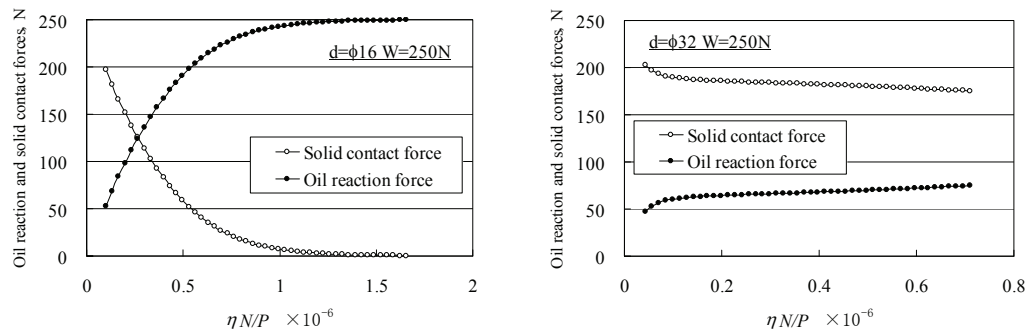 Oil reaction and solid contact forces, N
250
200
150
100
50
0
d=ϕ16 W=250N
Solid contact force
Oil reaction force
0 0.5 1 1.5 2
ηN/P ×10⁻⁶
Oil reaction and solid contact forces, N
250
200
150
100
50
0
d=ϕ32 W=250N
Solid contact force
Oil reaction force
0 0.2 0.4 0.6 0.8
ηN/P ×10⁻⁶